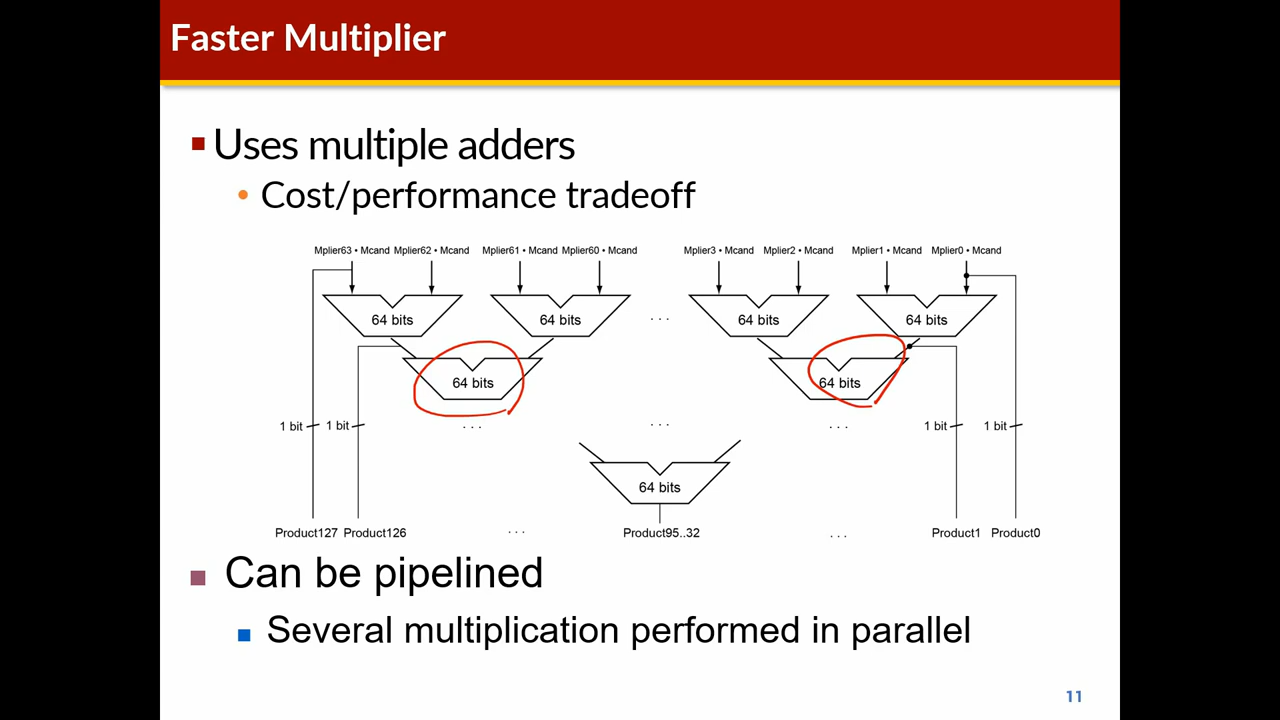 Faster Multiplier
Uses multiple adders
Cost/performance tradeoff
Mplier63 • Mcand Mplier62 • Mcand Mplier61 • Mcand Mplier60 • Mcand Mplier3 • Mcand Mplier2 • Mcand Mplier1 • Mcand Mplier0 • Mcand
64 bits 64 bits . . . 64 bits 64 bits
64 bits 64 bits
1 bit 1 bit . . . . . . . . . 1 bit 1 bit
64 bits
Product127 Product126 . . . Product95..32 . . . Product1 Product0
Can be pipelined
Several multiplication performed in parallel
11